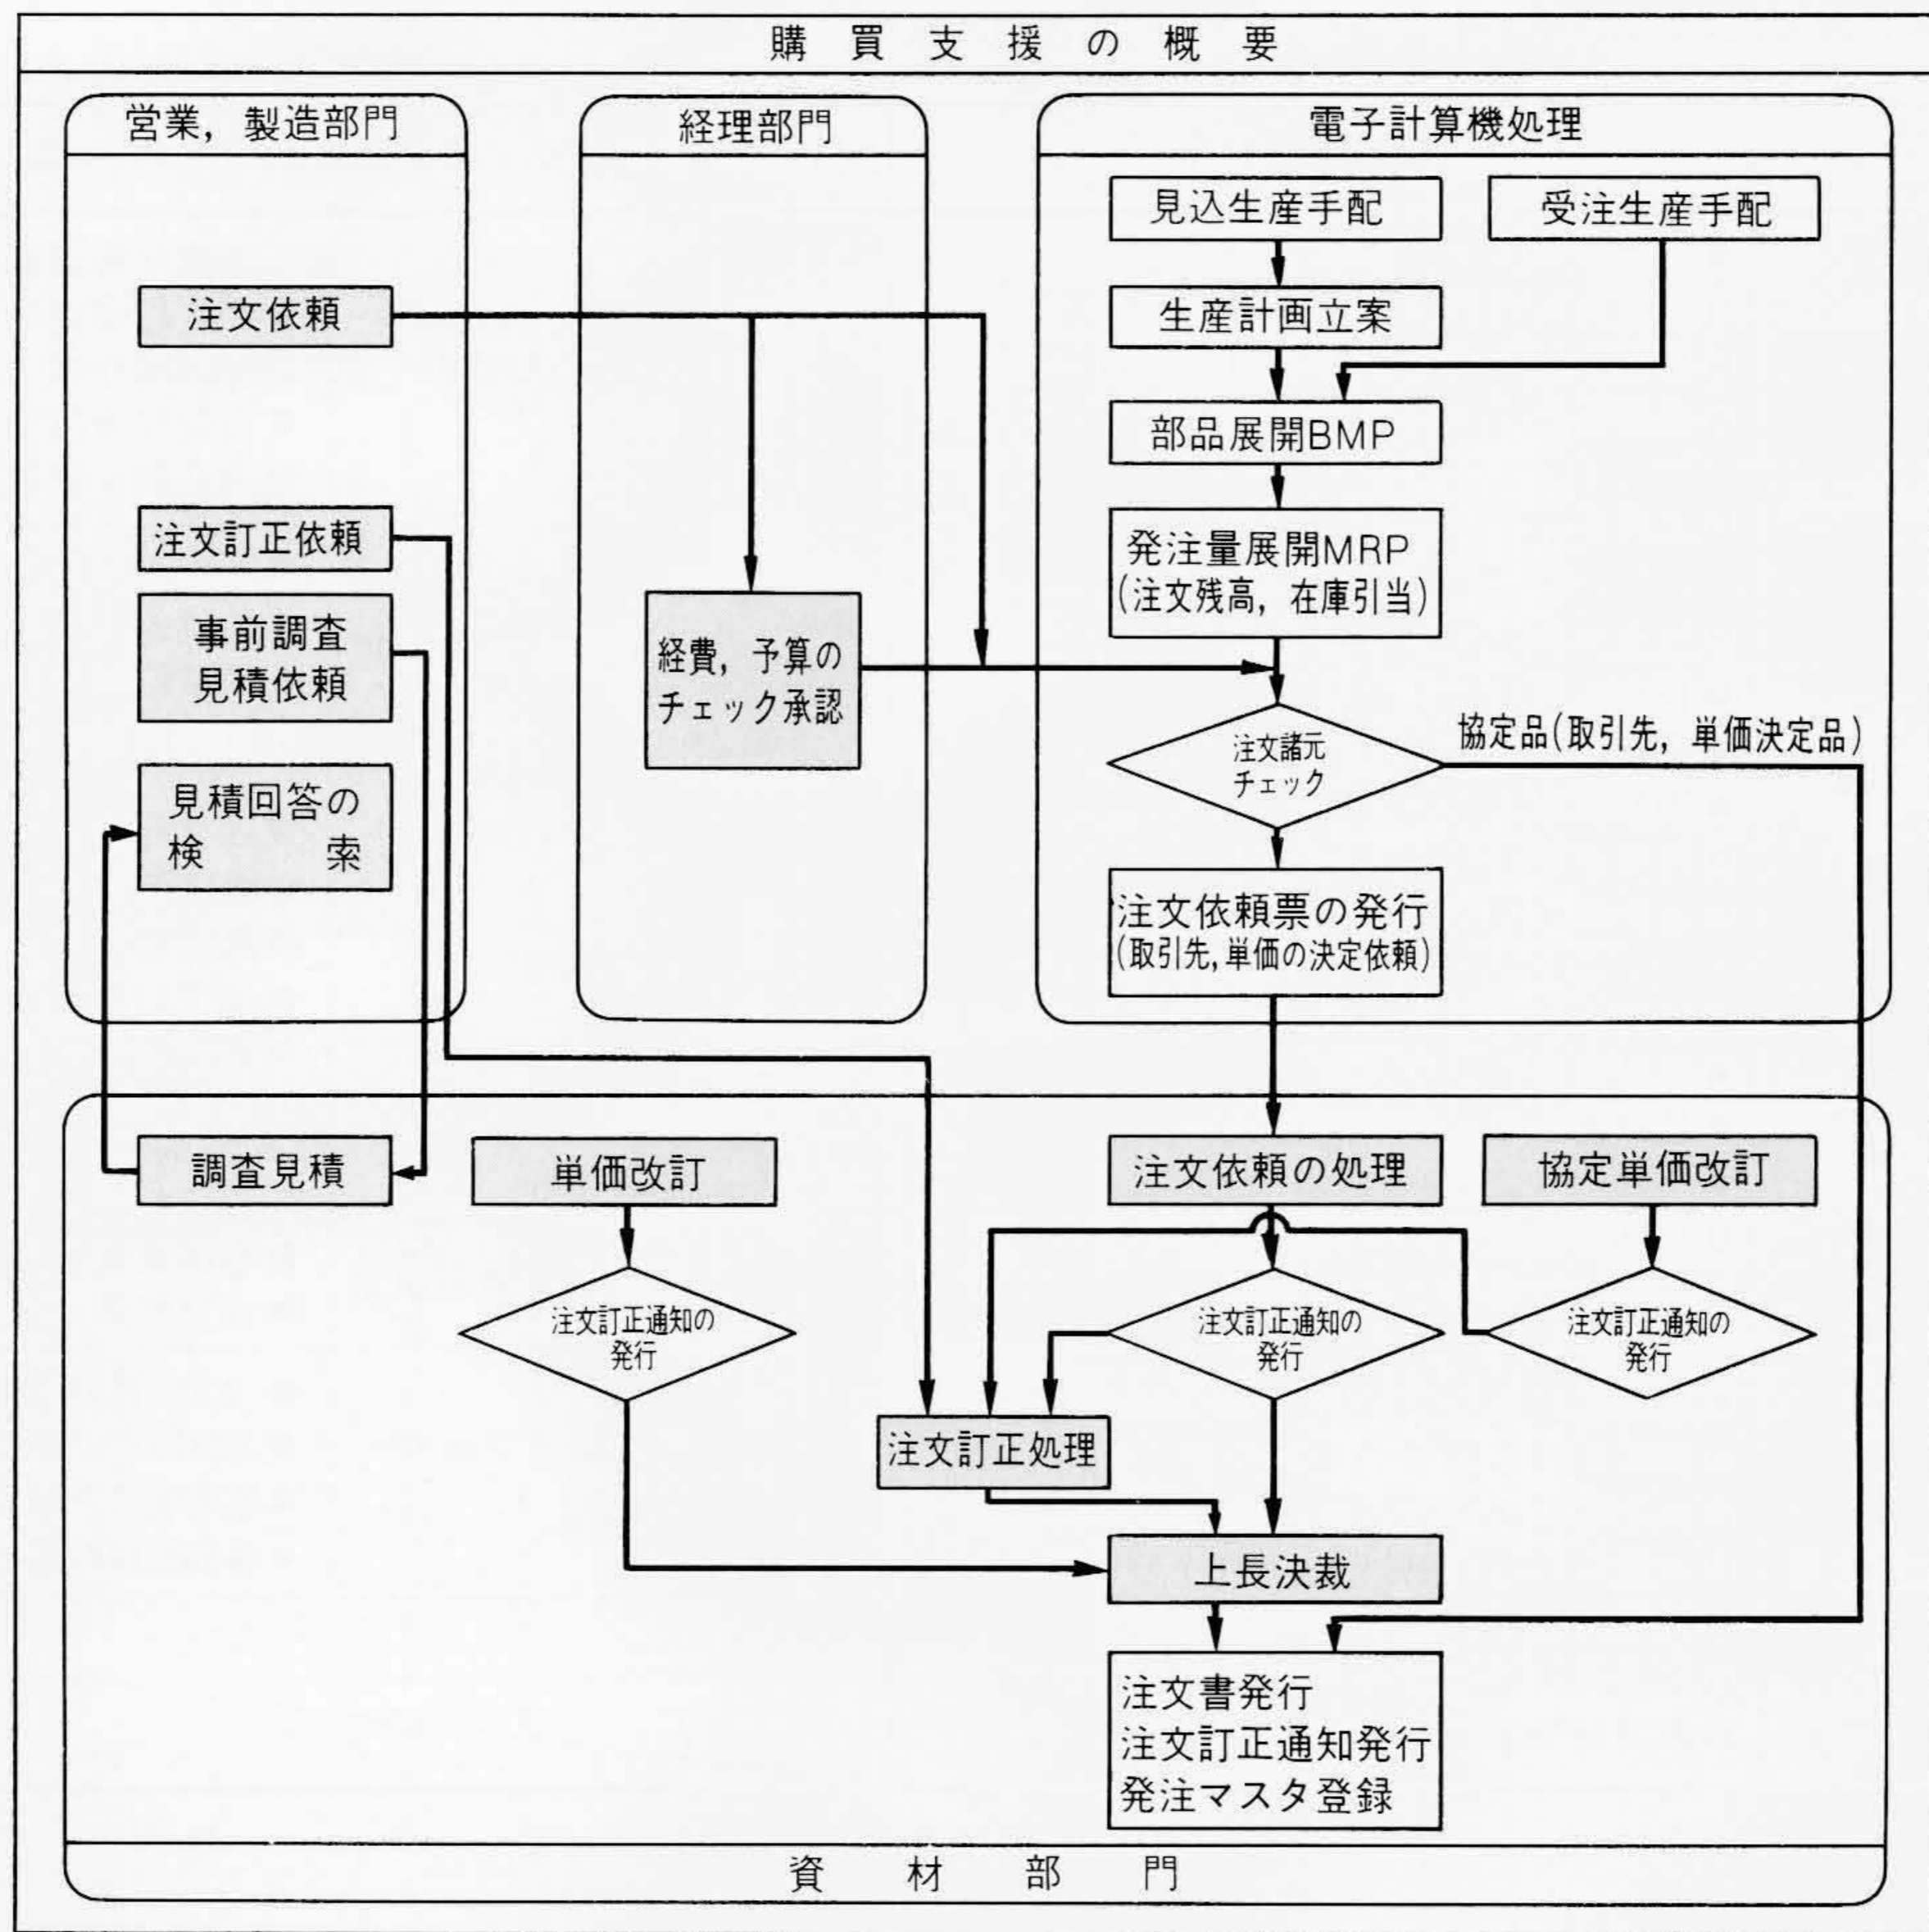 購買支援の概要
営業，製造部門
注文依頼
注文訂正依頼
事前調査
見積依頼
見積回答の
検索
経理部門
経費，予算の
チェック承認
電子計算機処理
見込生産手配
受注生産手配
生産計画立案
部品展開BMP
発注量展開MRP
(注文残高，在庫引当)
注文諸元
チェック
協定品(取引先，単価決定品)
注文依頼票の発行
(取引先,単価の決定依頼)
調査見積
単価改訂
注文依頼の処理
協定単価改訂
注文訂正通知の
発行
注文訂正通知の
発行
注文訂正通知の
発行
注文訂正処理
上長決裁
注文書発行
注文訂正通知発行
発注マスタ登録
資材部門